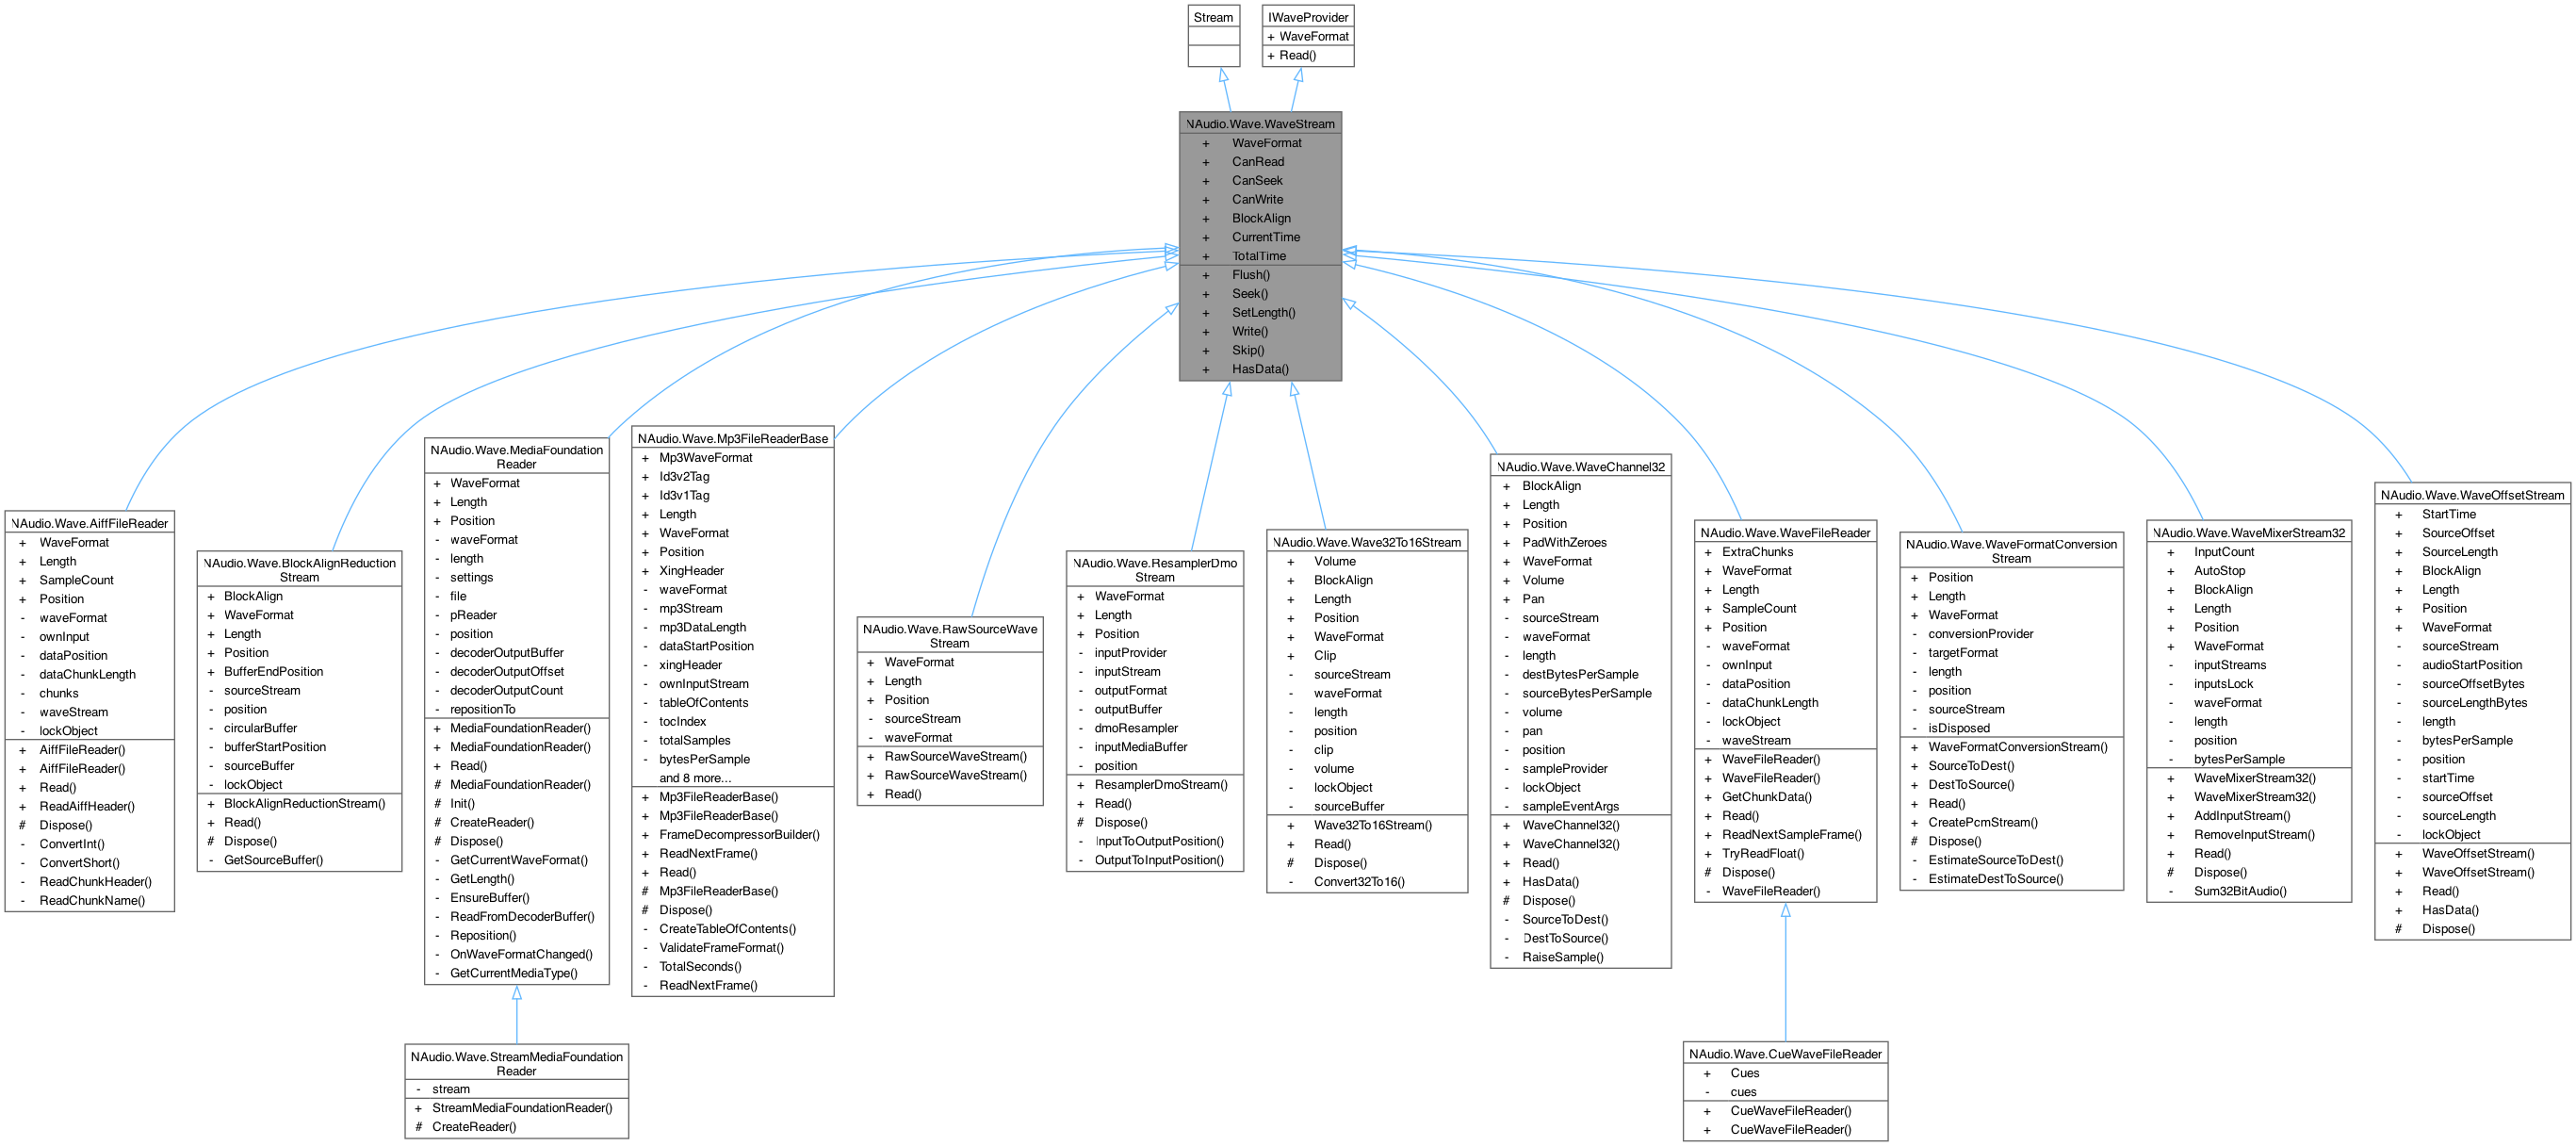 Stream
IWaveProvider
+ WaveFormat
+ Read()
NAudio.Wave.WaveStream
+ WaveFormat
+ CanRead
+ CanSeek
+ CanWrite
+ BlockAlign
+ CurrentTime
+ TotalTime
+ Flush()
+ Seek()
+ SetLength()
+ Write()
+ Skip()
+ HasData()
NAudio.Wave.AiffFileReader
+ WaveFormat
+ Length
+ SampleCount
+ Position
- waveFormat
- ownInput
- dataPosition
- dataChunkLength
- chunks
- waveStream
- lockObject
+ AiffFileReader()
+ AiffFileReader()
+ Read()
+ ReadAiffHeader()
# Dispose()
- ConvertInt()
- ConvertShort()
- ReadChunkHeader()
- ReadChunkName()
NAudio.Wave.BlockAlignReduction
Stream
+ BlockAlign
+ WaveFormat
+ Length
+ Position
+ BufferEndPosition
- sourceStream
- position
- circularBuffer
- bufferStartPosition
- sourceBuffer
- lockObject
+ BlockAlignReductionStream()
+ Read()
# Dispose()
- GetSourceBuffer()
NAudio.Wave.MediaFoundation
Reader
+ WaveFormat
+ Length
+ Position
- waveFormat
- length
- settings
- file
- pReader
- position
- decoderOutputBuffer
- decoderOutputOffset
- decoderOutputCount
- repositionTo
+ MediaFoundationReader()
+ MediaFoundationReader()
+ Read()
# MediaFoundationReader()
# Init()
# CreateReader()
# Dispose()
- GetCurrentWaveFormat()
- GetLength()
- EnsureBuffer()
- ReadFromDecoderBuffer()
- Reposition()
- OnWaveFormatChanged()
- GetCurrentMediaType()
NAudio.Wave.Mp3FileReaderBase
+ Mp3WaveFormat
+ Id3v2Tag
+ Id3v1Tag
+ Length
+ WaveFormat
+ Position
+ XingHeader
- waveFormat
- mp3Stream
- mp3DataLength
- dataStartPosition
- xingHeader
- ownInputStream
- tableOfContents
- tocIndex
- totalSamples
- bytesPerSample
and 8 more...
+ Mp3FileReaderBase()
+ Mp3FileReaderBase()
+ FrameDecompressorBuilder()
+ ReadNextFrame()
+ Read()
# Mp3FileReaderBase()
# Dispose()
- CreateTableOfContents()
- ValidateFrameFormat()
- TotalSeconds()
- ReadNextFrame()
NAudio.Wave.RawSourceWave
Stream
+ WaveFormat
+ Length
+ Position
- sourceStream
- waveFormat
+ RawSourceWaveStream()
+ RawSourceWaveStream()
+ Read()
NAudio.Wave.ResamplerDmo
Stream
+ WaveFormat
+ Length
+ Position
- inputProvider
- inputStream
- outputFormat
- outputBuffer
- dmoResampler
- inputMediaBuffer
- position
+ ResamplerDmoStream()
+ Read()
# Dispose()
- InputToOutputPosition()
- OutputToInputPosition()
NAudio.Wave.Wave32To16Stream
+ Volume
+ BlockAlign
+ Length
+ Position
+ WaveFormat
+ Clip
- sourceStream
- waveFormat
- length
- position
- clip
- volume
- lockObject
- sourceBuffer
+ Wave32To16Stream()
+ Read()
# Dispose()
- Convert32To16()
NAudio.Wave.WaveChannel32
+ BlockAlign
+ Length
+ Position
+ PadWithZeroes
+ WaveFormat
+ Volume
+ Pan
- sourceStream
- waveFormat
- length
- destBytesPerSample
- sourceBytesPerSample
- volume
- pan
- position
- sampleProvider
- lockObject
- sampleEventArgs
+ WaveChannel32()
+ WaveChannel32()
+ Read()
+ HasData()
# Dispose()
- SourceToDest()
- DestToSource()
- RaiseSample()
NAudio.Wave.WaveFileReader
+ ExtraChunks
+ WaveFormat
+ Length
+ SampleCount
+ Position
- waveFormat
- ownInput
- dataPosition
- dataChunkLength
- lockObject
- waveStream
+ WaveFileReader()
+ WaveFileReader()
+ GetChunkData()
+ Read()
+ ReadNextSampleFrame()
+ TryReadFloat()
# Dispose()
- WaveFileReader()
NAudio.Wave.WaveFormatConversion
Stream
+ Position
+ Length
+ WaveFormat
- conversionProvider
- targetFormat
- length
- position
- sourceStream
- isDisposed
+ WaveFormatConversionStream()
+ SourceToDest()
+ DestToSource()
+ Read()
+ CreatePcmStream()
# Dispose()
- EstimateSourceToDest()
- EstimateDestToSource()
NAudio.Wave.WaveMixerStream32
+ InputCount
+ AutoStop
+ BlockAlign
+ Length
+ Position
+ WaveFormat
- inputStreams
- inputsLock
- waveFormat
- length
- position
- bytesPerSample
+ WaveMixerStream32()
+ WaveMixerStream32()
+ AddInputStream()
+ RemoveInputStream()
+ Read()
# Dispose()
- Sum32BitAudio()
NAudio.Wave.WaveOffsetStream
+ StartTime
+ SourceOffset
+ SourceLength
+ BlockAlign
+ Length
+ Position
+ WaveFormat
- sourceStream
- audioStartPosition
- sourceOffsetBytes
- sourceLengthBytes
- length
- bytesPerSample
- position
- startTime
- sourceOffset
- sourceLength
- lockObject
+ WaveOffsetStream()
+ WaveOffsetStream()
+ Read()
+ HasData()
# Dispose()
NAudio.Wave.StreamMediaFoundation
Reader
- stream
+ StreamMediaFoundationReader()
# CreateReader()
NAudio.Wave.CueWaveFileReader
+ Cues
- cues
+ CueWaveFileReader()
+ CueWaveFileReader()